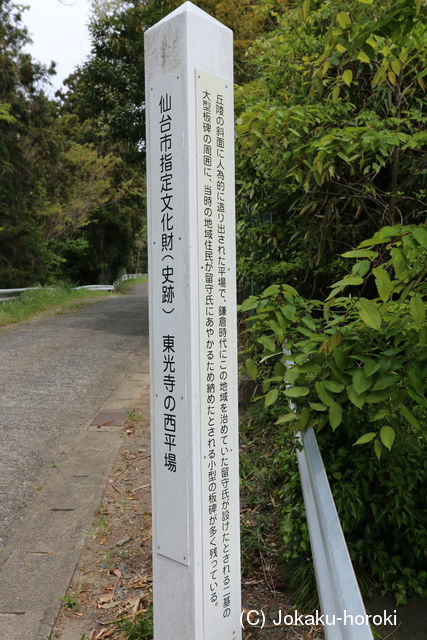 仙台市指定文化財（史跡）　東光寺の西平場
丘陵の斜面に人為的に造り出された平場で、鎌倉時代にこの地域を治めていた留守氏が設けたとされる二基の
大型板碑の周囲に、当時の地域住民が留守氏にあやかるため納めたとされる小型の板碑が多く残っている。
(C) Jokaku-horoki